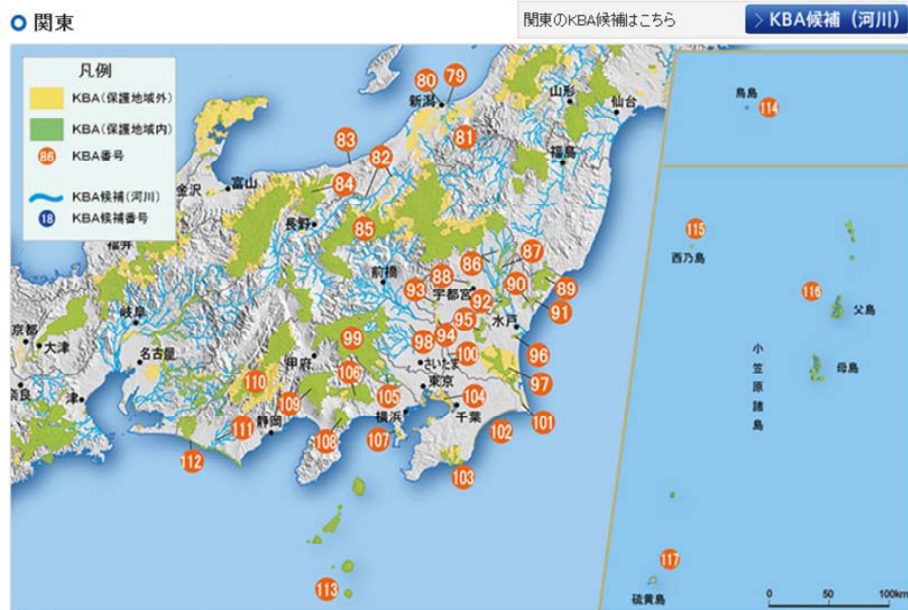 関東
関東のKBA候補はこちら
> KBA候補（河川）
凡例
KBA(保護地域外)
KBA(保護地域内)
86 KBA番号
KBA候補(河川)
18 KBA候補番号
80
79
新潟
山形
仙台
鳥島
114
81
83
82
福島
金沢
富山
84
長野
85
115
西乃島
福井
前橋
86
87
88
宇都宮
89
93
92
90
91
116
父島
岐阜
95
水戸
京都
大津
名古屋
99
98
94
96
さいたま
100
甲府
母島
小笠原諸島
110
106
東京
97
奈良
津
109
105
104
千葉
横浜
静岡
111
108
107
102
101
112
103
117
113
硫黄島
0
50
100km